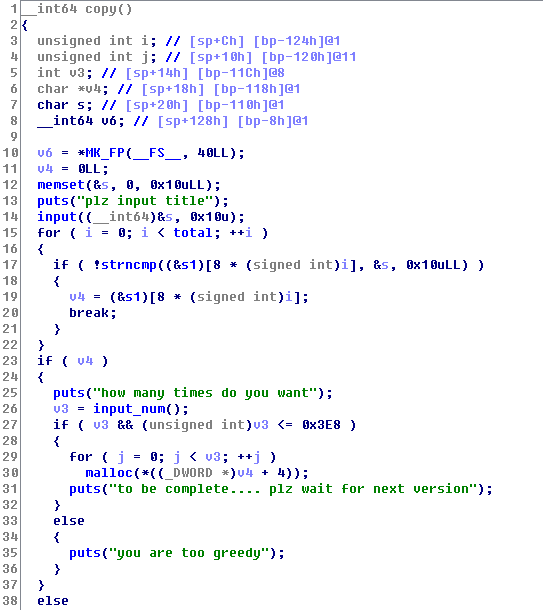 1 __int64 copy()
2 {
3 unsigned int i; // [sp+Ch] [bp-124h]@1
4 unsigned int j; // [sp+10h] [bp-120h]@11
5 int v3; // [sp+14h] [bp-11Ch]@8
6 char *v4; // [sp+18h] [bp-118h]@1
7 char s; // [sp+20h] [bp-110h]@1
8 __int64 v6; // [sp+128h] [bp-8h]@1
9
10 v6 = *MK_FP(__FS__, 40LL);
11 v4 = 0LL;
12 memset(&s, 0, 0x10uLL);
13 puts("plz input title");
14 input((__int64)&s, 0x10u);
15 for ( i = 0; i < total; ++i )
16 {
17 if ( !strncmp((&s1)[8 * (signed int)i], &s, 0x10uLL) )
18 {
19 v4 = (&s1)[8 * (signed int)i];
20 break;
21 }
22 }
23 if ( v4 )
24 {
25 puts("how many times do you want");
26 v3 = input_num();
27 if ( v3 && (unsigned int)v3 <= 0x3E8 )
28 {
29 for ( j = 0; j < v3; ++j )
30 malloc(*((_DWORD *)v4 + 4));
31 puts("to be complete.... plz wait for next version");
32 }
33 else
34 {
35 puts("you are too greedy");
36 }
37 }
38 else